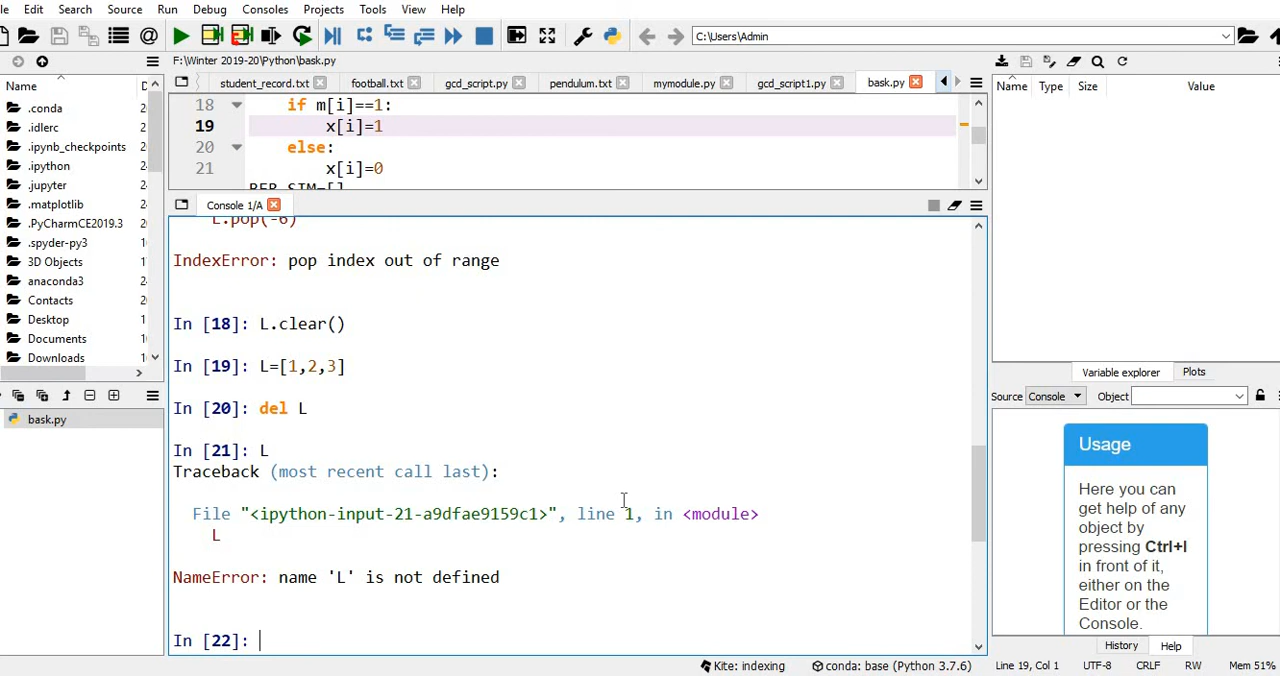 le Edit Search Source Run Debug Consoles Projects Tools View Help
C:\Users\Admin
F:\Winter 2019-20\Python\bask.py
student_record.txt football.txt gcd_script.py pendulum.txt mymodule.py gcd_script1.py bask.py
18 if m[i]==1:
19 x[i]=1
20 else:
21 x[i]=0
BER_SIM=[]
Name
.conda
.idlerc
.ipynb_checkpoints
.ipython
.jupyter
.matplotlib
.PyCharmCE2019.3
.spyder-py3
3D Objects
anaconda3
Contacts
Desktop
Documents
Downloads
bask.py
Console 1/A
L.pop(-6)
IndexError: pop index out of range
In [18]: L.clear()
In [19]: L=[1,2,3]
In [20]: del L
In [21]: L
Traceback (most recent call last):
File "<ipython-input-21-a9dfae9159c1>", line 1, in <module>
L
NameError: name 'L' is not defined
In [22]:
Name Type Size Value
Variable explorer Plots
Source Console Object
Usage
Here you can
get help of any
object by
pressing Ctrl+I
in front of it,
either on the
Editor or the
Console.
History Help
Kite: indexing conda: base (Python 3.7.6) Line 19, Col 1 UTF-8 CRLF RW Mem 51%